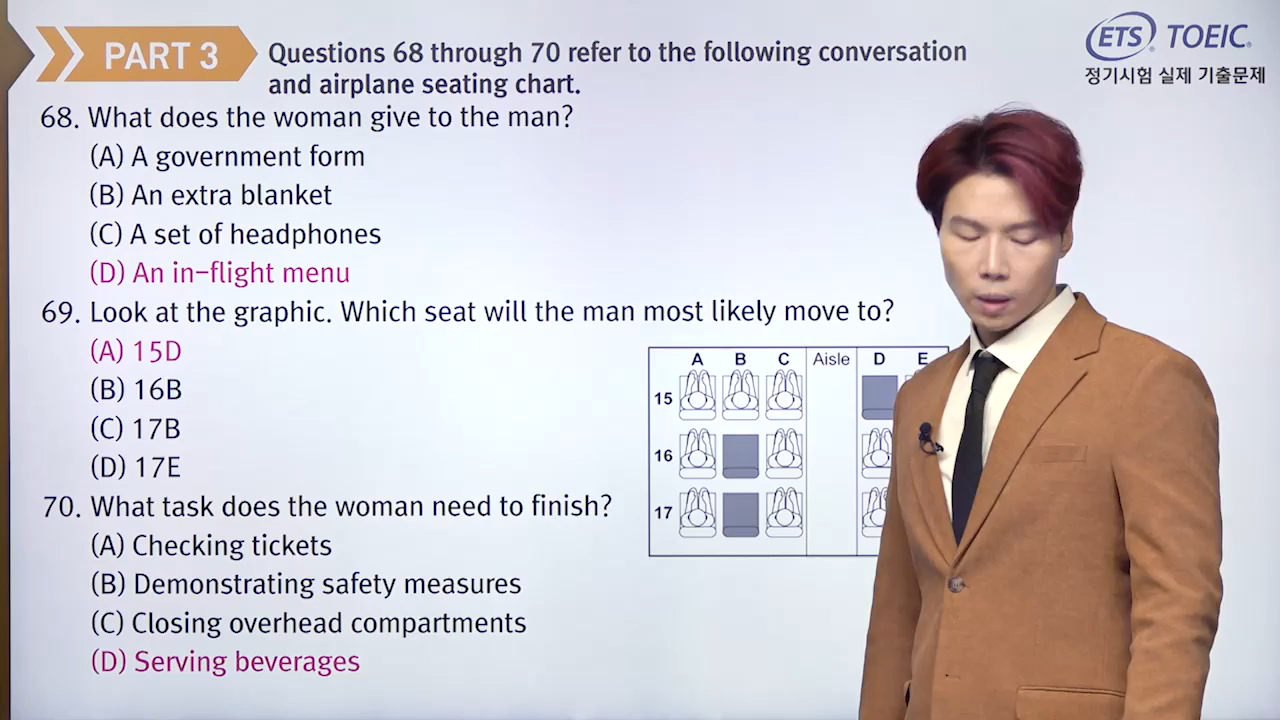 PART 3
Questions 68 through 70 refer to the following conversation
and airplane seating chart.
ETS TOEIC
정기시험 실제 기출문제
68. What does the woman give to the man?
(A) A government form
(B) An extra blanket
(C) A set of headphones
(D) An in-flight menu
69. Look at the graphic. Which seat will the man most likely move to?
(A) 15D
(B) 16B
(C) 17B
(D) 17E
A B C Aisle D E
15
16
17
70. What task does the woman need to finish?
(A) Checking tickets
(B) Demonstrating safety measures
(C) Closing overhead compartments
(D) Serving beverages